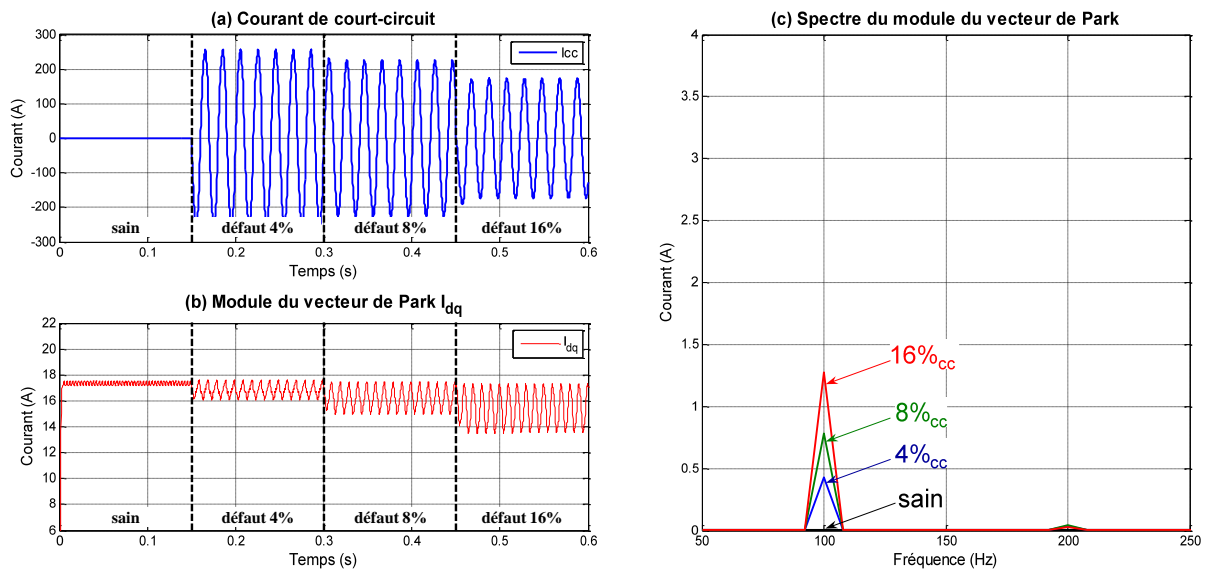 (a) Courant de court-circuit
Courant (A)
300
200
100
0
-100
-200
-300
Icc
sain
défaut 4%
défaut 8%
défaut 16%
0
0.1
0.2
0.3
0.4
0.5
0.6
Temps (s)
(b) Module du vecteur de Park Idq
Courant (A)
22
20
18
16
14
12
10
8
6
Idq
sain
défaut 4%
défaut 8%
défaut 16%
0
0.1
0.2
0.3
0.4
0.5
0.6
Temps (s)
(c) Spectre du module du vecteur de Park
Courant (A)
4
3.5
3
2.5
2
1.5
1
0.5
0
16%cc
8%cc
4%cc
sain
50
100
150
200
250
Fréquence (Hz)